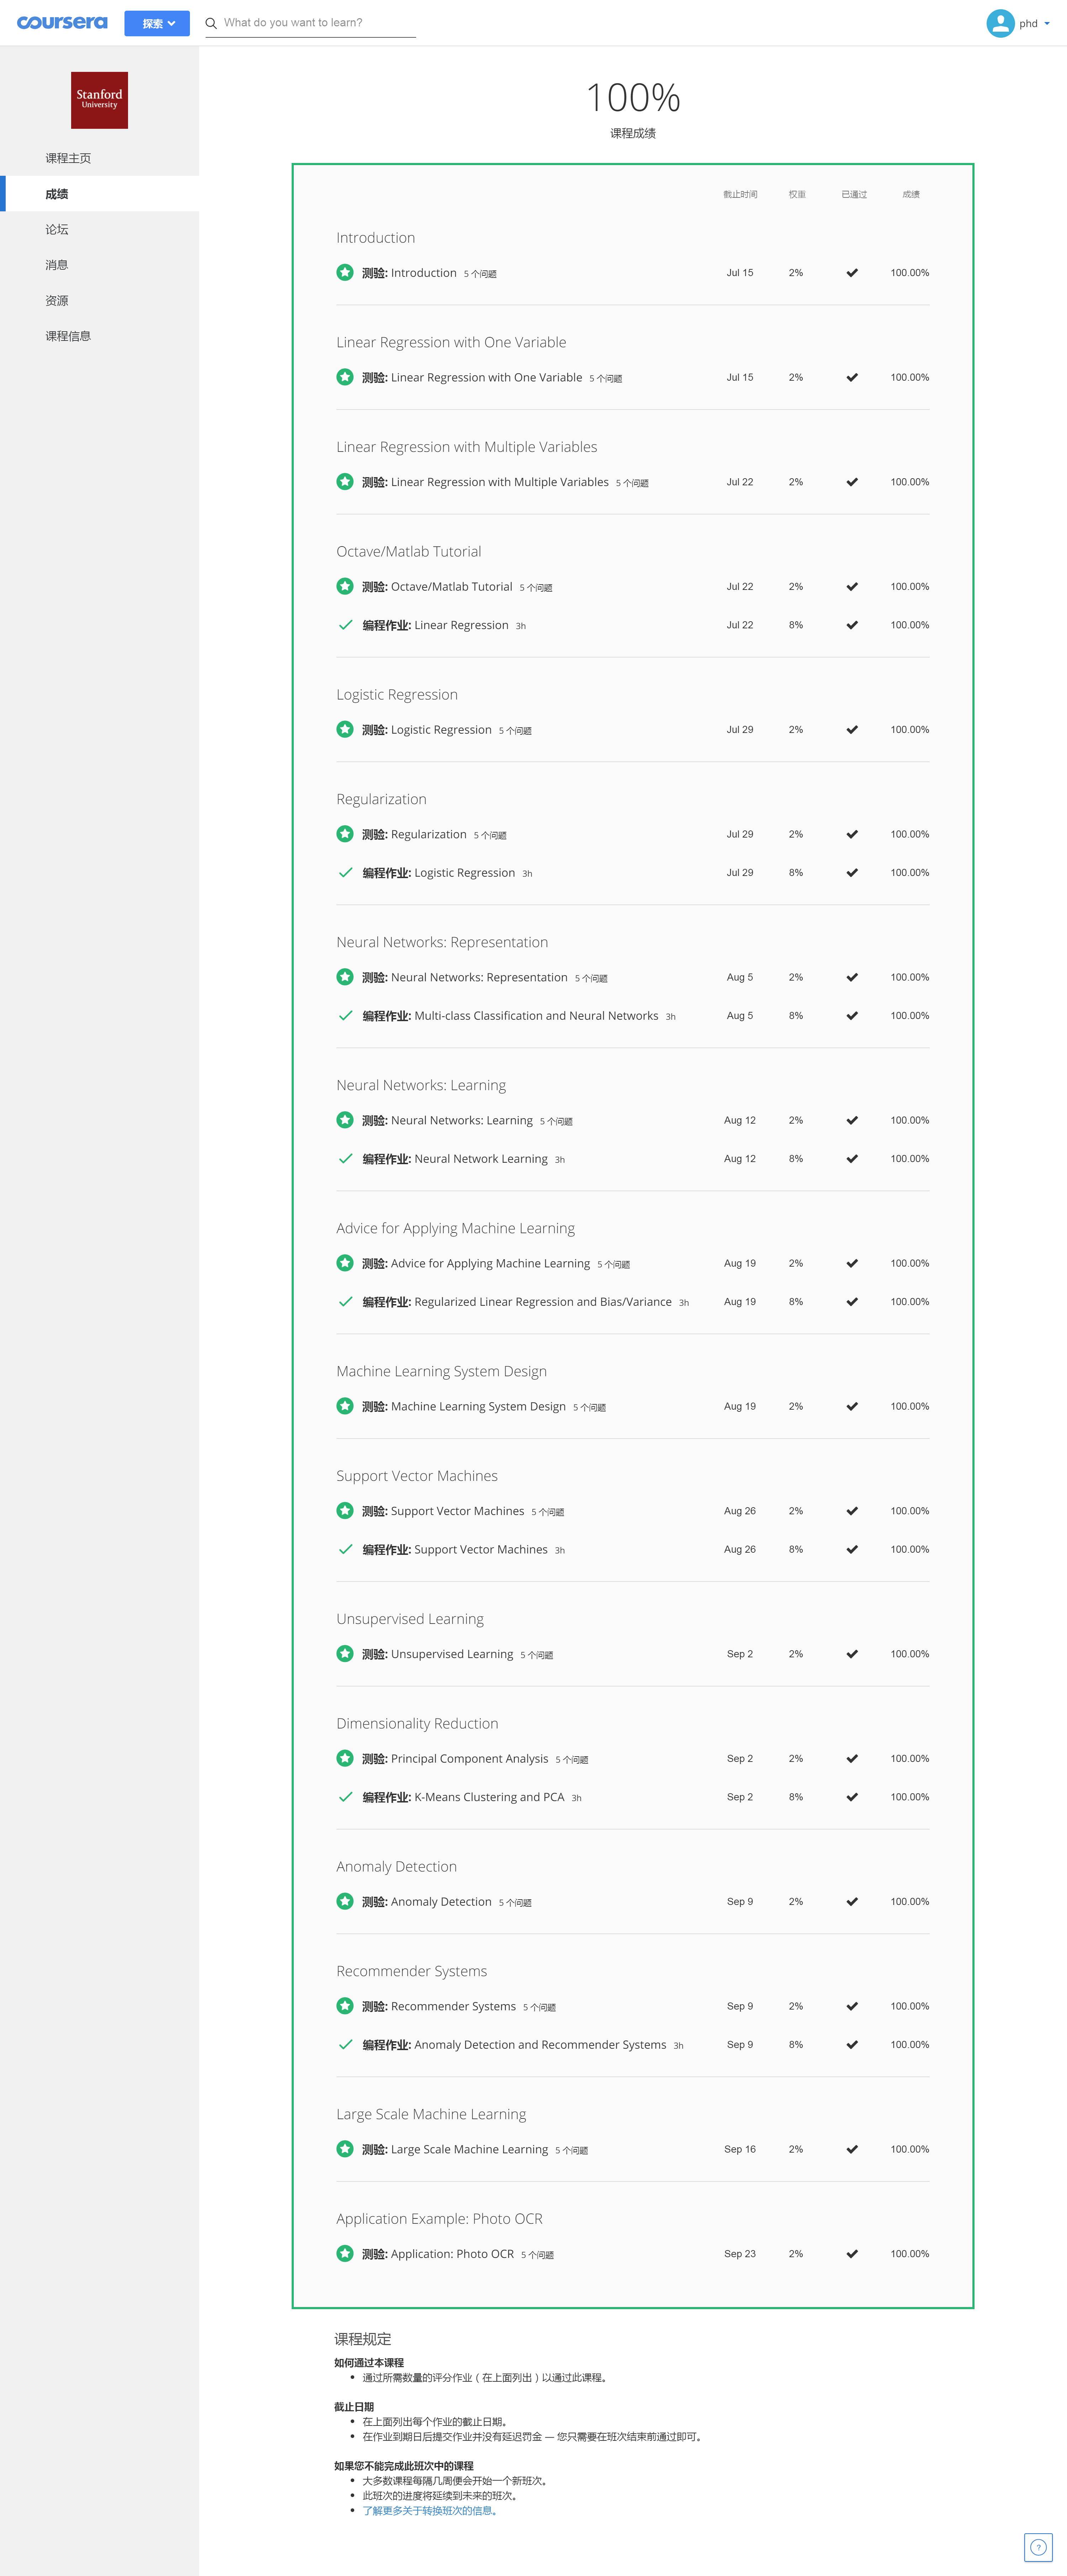 coursera 探索 What do you want to learn? phd
Stanford
University
课程主页
成绩
论坛
消息
资源
课程信息
100%
课程成绩
截止时间 权重 已通过 成绩
Introduction
测验: Introduction 5 个问题 Jul 15 2% 100.00%
Linear Regression with One Variable
测验: Linear Regression with One Variable 5 个问题 Jul 15 2% 100.00%
Linear Regression with Multiple Variables
测验: Linear Regression with Multiple Variables 5 个问题 Jul 22 2% 100.00%
Octave/Matlab Tutorial
测验: Octave/Matlab Tutorial 5 个问题 Jul 22 2% 100.00%
编程作业: Linear Regression 3h Jul 22 8% 100.00%
Logistic Regression
测验: Logistic Regression 5 个问题 Jul 29 2% 100.00%
Regularization
测验: Regularization 5 个问题 Jul 29 2% 100.00%
编程作业: Logistic Regression 3h Jul 29 8% 100.00%
Neural Networks: Representation
测验: Neural Networks: Representation 5 个问题 Aug 5 2% 100.00%
编程作业: Multi-class Classification and Neural Networks 3h Aug 5 8% 100.00%
Neural Networks: Learning
测验: Neural Networks: Learning 5 个问题 Aug 12 2% 100.00%
编程作业: Neural Network Learning 3h Aug 12 8% 100.00%
Advice for Applying Machine Learning
测验: Advice for Applying Machine Learning 5 个问题 Aug 19 2% 100.00%
编程作业: Regularized Linear Regression and Bias/Variance 3h Aug 19 8% 100.00%
Machine Learning System Design
测验: Machine Learning System Design 5 个问题 Aug 19 2% 100.00%
Support Vector Machines
测验: Support Vector Machines 5 个问题 Aug 26 2% 100.00%
编程作业: Support Vector Machines 3h Aug 26 8% 100.00%
Unsupervised Learning
测验: Unsupervised Learning 5 个问题 Sep 2 2% 100.00%
Dimensionality Reduction
测验: Principal Component Analysis 5 个问题 Sep 2 2% 100.00%
编程作业: K-Means Clustering and PCA 3h Sep 2 8% 100.00%
Anomaly Detection
测验: Anomaly Detection 5 个问题 Sep 9 2% 100.00%
Recommender Systems
测验: Recommender Systems 5 个问题 Sep 9 2% 100.00%
编程作业: Anomaly Detection and Recommender Systems 3h Sep 9 8% 100.00%
Large Scale Machine Learning
测验: Large Scale Machine Learning 5 个问题 Sep 16 2% 100.00%
Application Example: Photo OCR
测验: Application: Photo OCR 5 个问题 Sep 23 2% 100.00%
课程规定
如何通过本课程
• 通过所需数量的评分作业（在上面列出）以通过此课程。
截止日期
• 在上面列出每个作业的截止日期。
• 在作业到期日后提交作业并没有延迟罚金 — 您只需要在班次结束前通过即可。
如果您不能完成此班次中的课程
• 大多数课程每隔几周便会开始一个新班次。
• 此班次的进度将延续到未来的班次。
• 了解更多关于转换班次的信息。
?